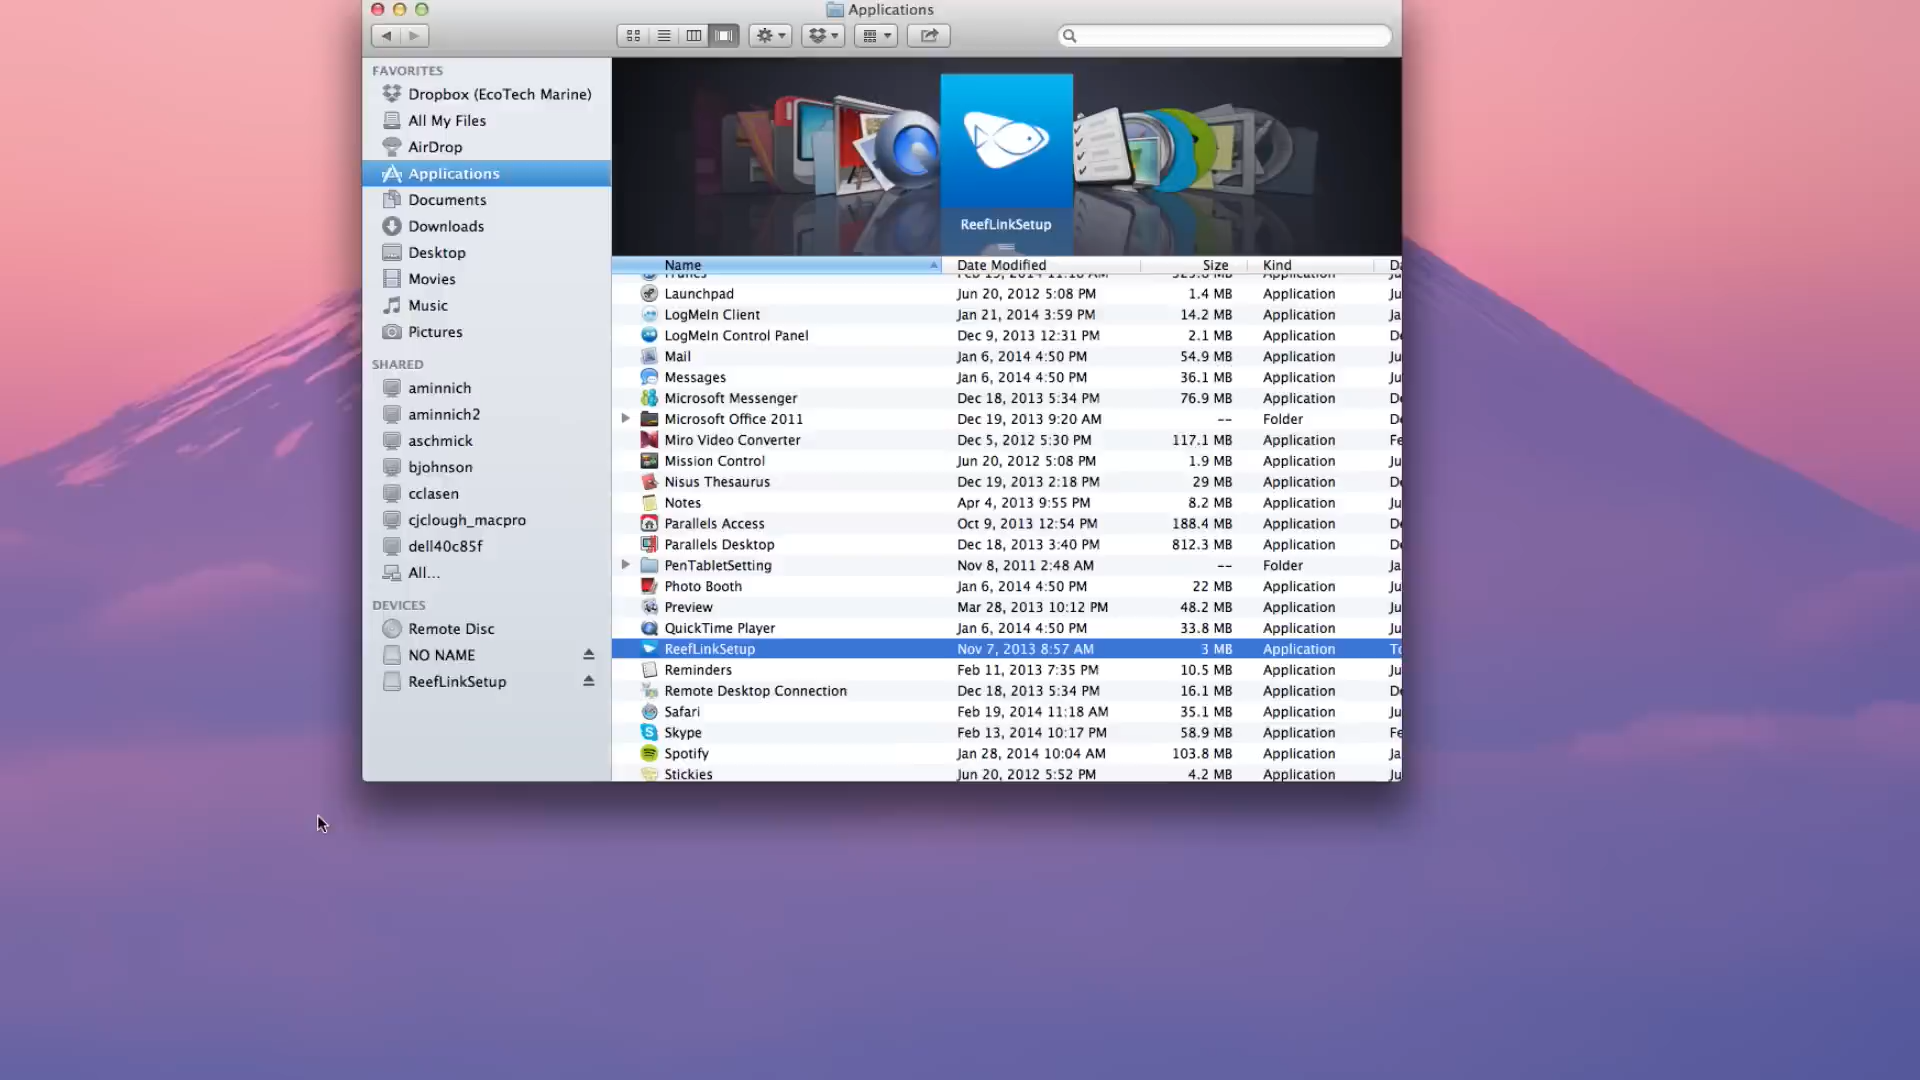 Applications
FAVORITES
Dropbox (EcoTech Marine)
All My Files
AirDrop
Applications
Documents
Downloads
Desktop
Movies
Music
Pictures
SHARED
aminnich
aminnich2
aschmick
bjohnson
cclasen
cjclough_macpro
dell40c85f
All...
DEVICES
Remote Disc
NO NAME
ReefLinkSetup
ReefLinkSetup
Name Date Modified Size Kind
Launchpad Jun 20, 2012 5:08 PM 1.4 MB Application Ju
LogMeIn Client Jan 21, 2014 3:59 PM 14.2 MB Application Ja
LogMeIn Control Panel Dec 9, 2013 12:31 PM 2.1 MB Application
Mail Jan 6, 2014 4:50 PM 54.9 MB Application Ju
Messages Jan 6, 2014 4:50 PM 36.1 MB Application Ju
Microsoft Messenger Dec 18, 2013 5:34 PM 76.9 MB Application
Microsoft Office 2011 Dec 19, 2013 9:20 AM -- Folder
Miro Video Converter Dec 5, 2012 5:30 PM 117.1 MB Application Fe
Mission Control Jun 20, 2012 5:08 PM 1.9 MB Application Ju
Nisus Thesaurus Dec 19, 2013 2:18 PM 29 MB Application
Notes Apr 4, 2013 9:55 PM 8.2 MB Application Ju
Parallels Access Oct 9, 2013 12:54 PM 188.4 MB Application
Parallels Desktop Dec 18, 2013 3:40 PM 812.3 MB Application
PenTabletSetting Nov 8, 2011 2:48 AM -- Folder Ja
Photo Booth Jan 6, 2014 4:50 PM 22 MB Application Ju
Preview Mar 28, 2013 10:12 PM 48.2 MB Application Ju
QuickTime Player Jan 6, 2014 4:50 PM 33.8 MB Application Ju
ReefLinkSetup Nov 7, 2013 8:57 AM 3 MB Application
Reminders Feb 11, 2013 7:35 PM 10.5 MB Application Ju
Remote Desktop Connection Dec 18, 2013 5:34 PM 16.1 MB Application
Safari Feb 19, 2014 11:18 AM 35.1 MB Application Ju
Skype Feb 13, 2014 10:17 PM 58.9 MB Application Fe
Spotify Jan 28, 2014 10:04 AM 103.8 MB Application Ja
Stickies Jun 20, 2012 5:52 PM 4.2 MB Application Ju